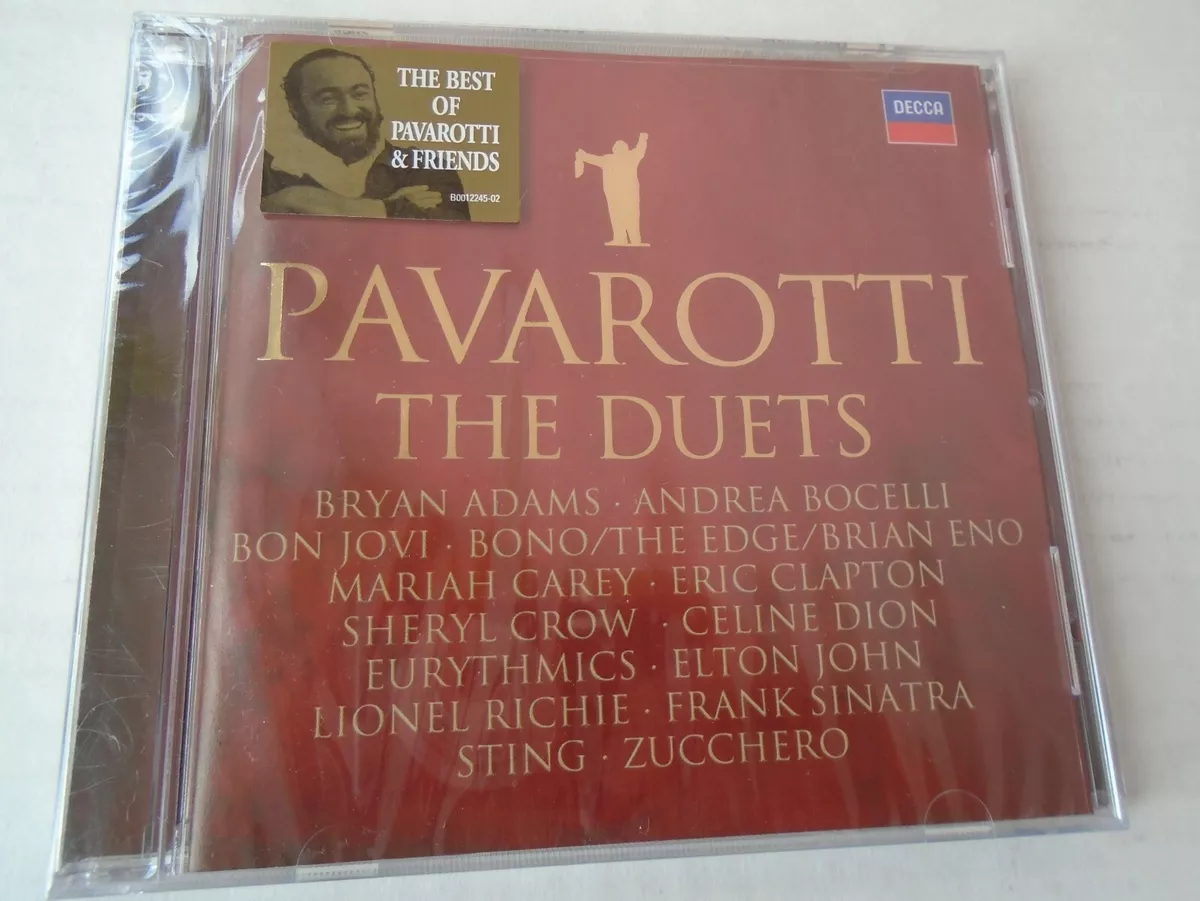 THE BEST
OF
PAVAROTTI
& FRIENDS
B0012245-02
DECCA
PAVAROTTI
THE DUETS
BRYAN ADAMS · ANDREA BOCELLI
BON JOVI · BONO/THE EDGE/BRIAN ENO
MARIAH CAREY · ERIC CLAPTON
SHERYL CROW · CELINE DION
EURYTHMICS · ELTON JOHN
LIONEL RICHIE · FRANK SINATRA
STING · ZUCCHERO